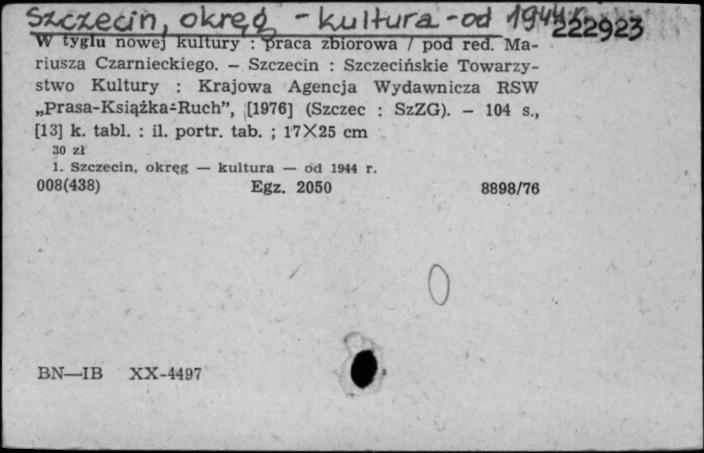 Szczecin, okręg - kultura - od 1944 r.
222923
W tyglu nowej kultury : praca zbiorowa / pod red. Ma-
riusza Czarnieckiego. – Szczecin : Szczecińskie Towarzy-
stwo Kultury : Krajowa Agencja Wydawnicza RSW
„Prasa-Książka-Ruch”, [1976] (Szczec : SzZG). – 104 s.,
[13] k. tabl. : il. portr. tab. ; 17×25 cm
30 zł
1. Szczecin, okręg — kultura — od 1944 r.
008(438) Egz. 2050 8898/76
BN—IB XX-4497